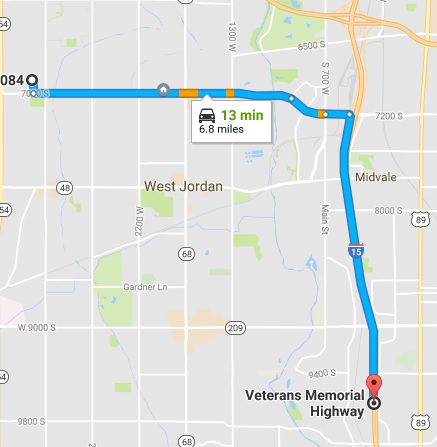 1300 W
6500 S
S 700 W
084
7000 S
54
13 min
6.8 miles
7200 S
Midvale
48
West Jordan
2200 W
Main St
8000 S
89
54
68
15
Gardner Ln
W 9000 S
209
9400 S
Veterans Memorial
Highway
68
9800 S
89